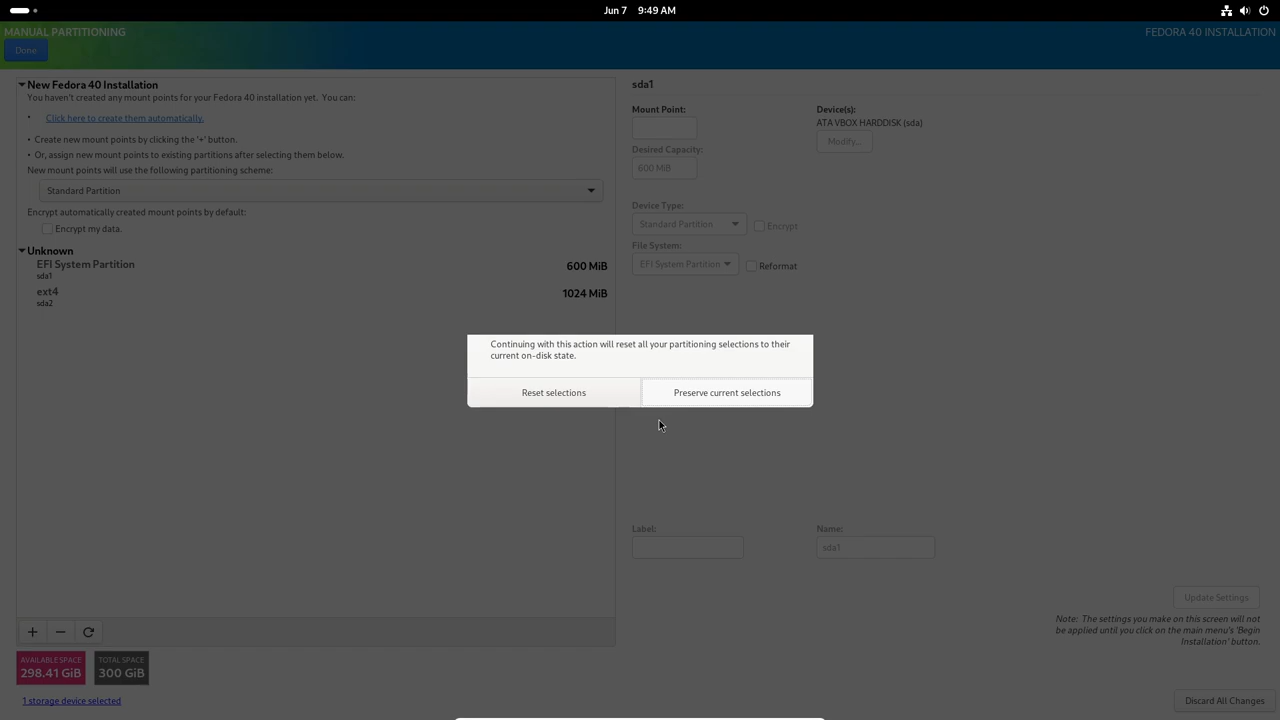 Jun 7 9:49 AM
MANUAL PARTITIONING
FEDORA 40 INSTALLATION
Done
New Fedora 40 Installation
You haven't created any mount points for your Fedora 40 installation yet. You can:
• Click here to create them automatically.
• Create new mount points by clicking the '+' button.
• Or, assign new mount points to existing partitions after selecting them below.
New mount points will use the following partitioning scheme:
Standard Partition
Encrypt automatically created mount points by default:
Encrypt my data.
Unknown
EFI System Partition 600 MiB
sda1
ext4 1024 MiB
sda2
sda1
Mount Point:
Device(s):
ATA VBOX HARDDISK (sda)
Modify...
Desired Capacity:
600 MiB
Device Type:
Standard Partition
Encrypt
File System:
EFI System Partition
Reformat
Continuing with this action will reset all your partitioning selections to their
current on-disk state.
Reset selections
Preserve current selections
Label:
Name:
sda1
Update Settings
Note: The settings you make on this screen will not
be applied until you click on the main menu's 'Begin
Installation' button.
+ −
AVAILABLE SPACE
298.41 GiB
TOTAL SPACE
300 GiB
1 storage device selected
Discard All Changes